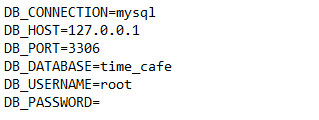 DB_CONNECTION=mysql
DB_HOST=127.0.0.1
DB_PORT=3306
DB_DATABASE=time_cafe
DB_USERNAME=root
DB_PASSWORD=